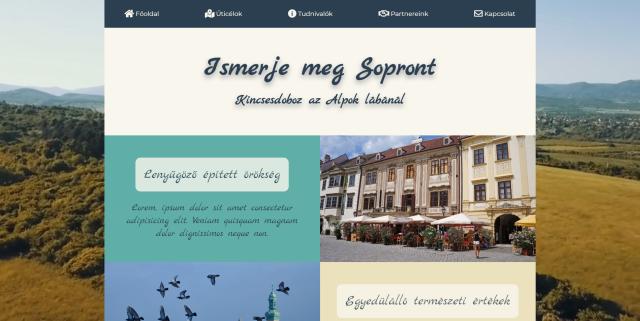 Főoldal
Úticélok
Tudnivalók
Partnereink
Kapcsolat
Ismerje meg Sopront
Kincsesdoboz az Alpok lábánál
Lenyűgöző épített örökség
Lorem, ipsum dolor sit amet consectetur
adipisicing elit. Veniam quisquam magnam
dolor dignissimos neque non.
Egyedülálló természeti értékek